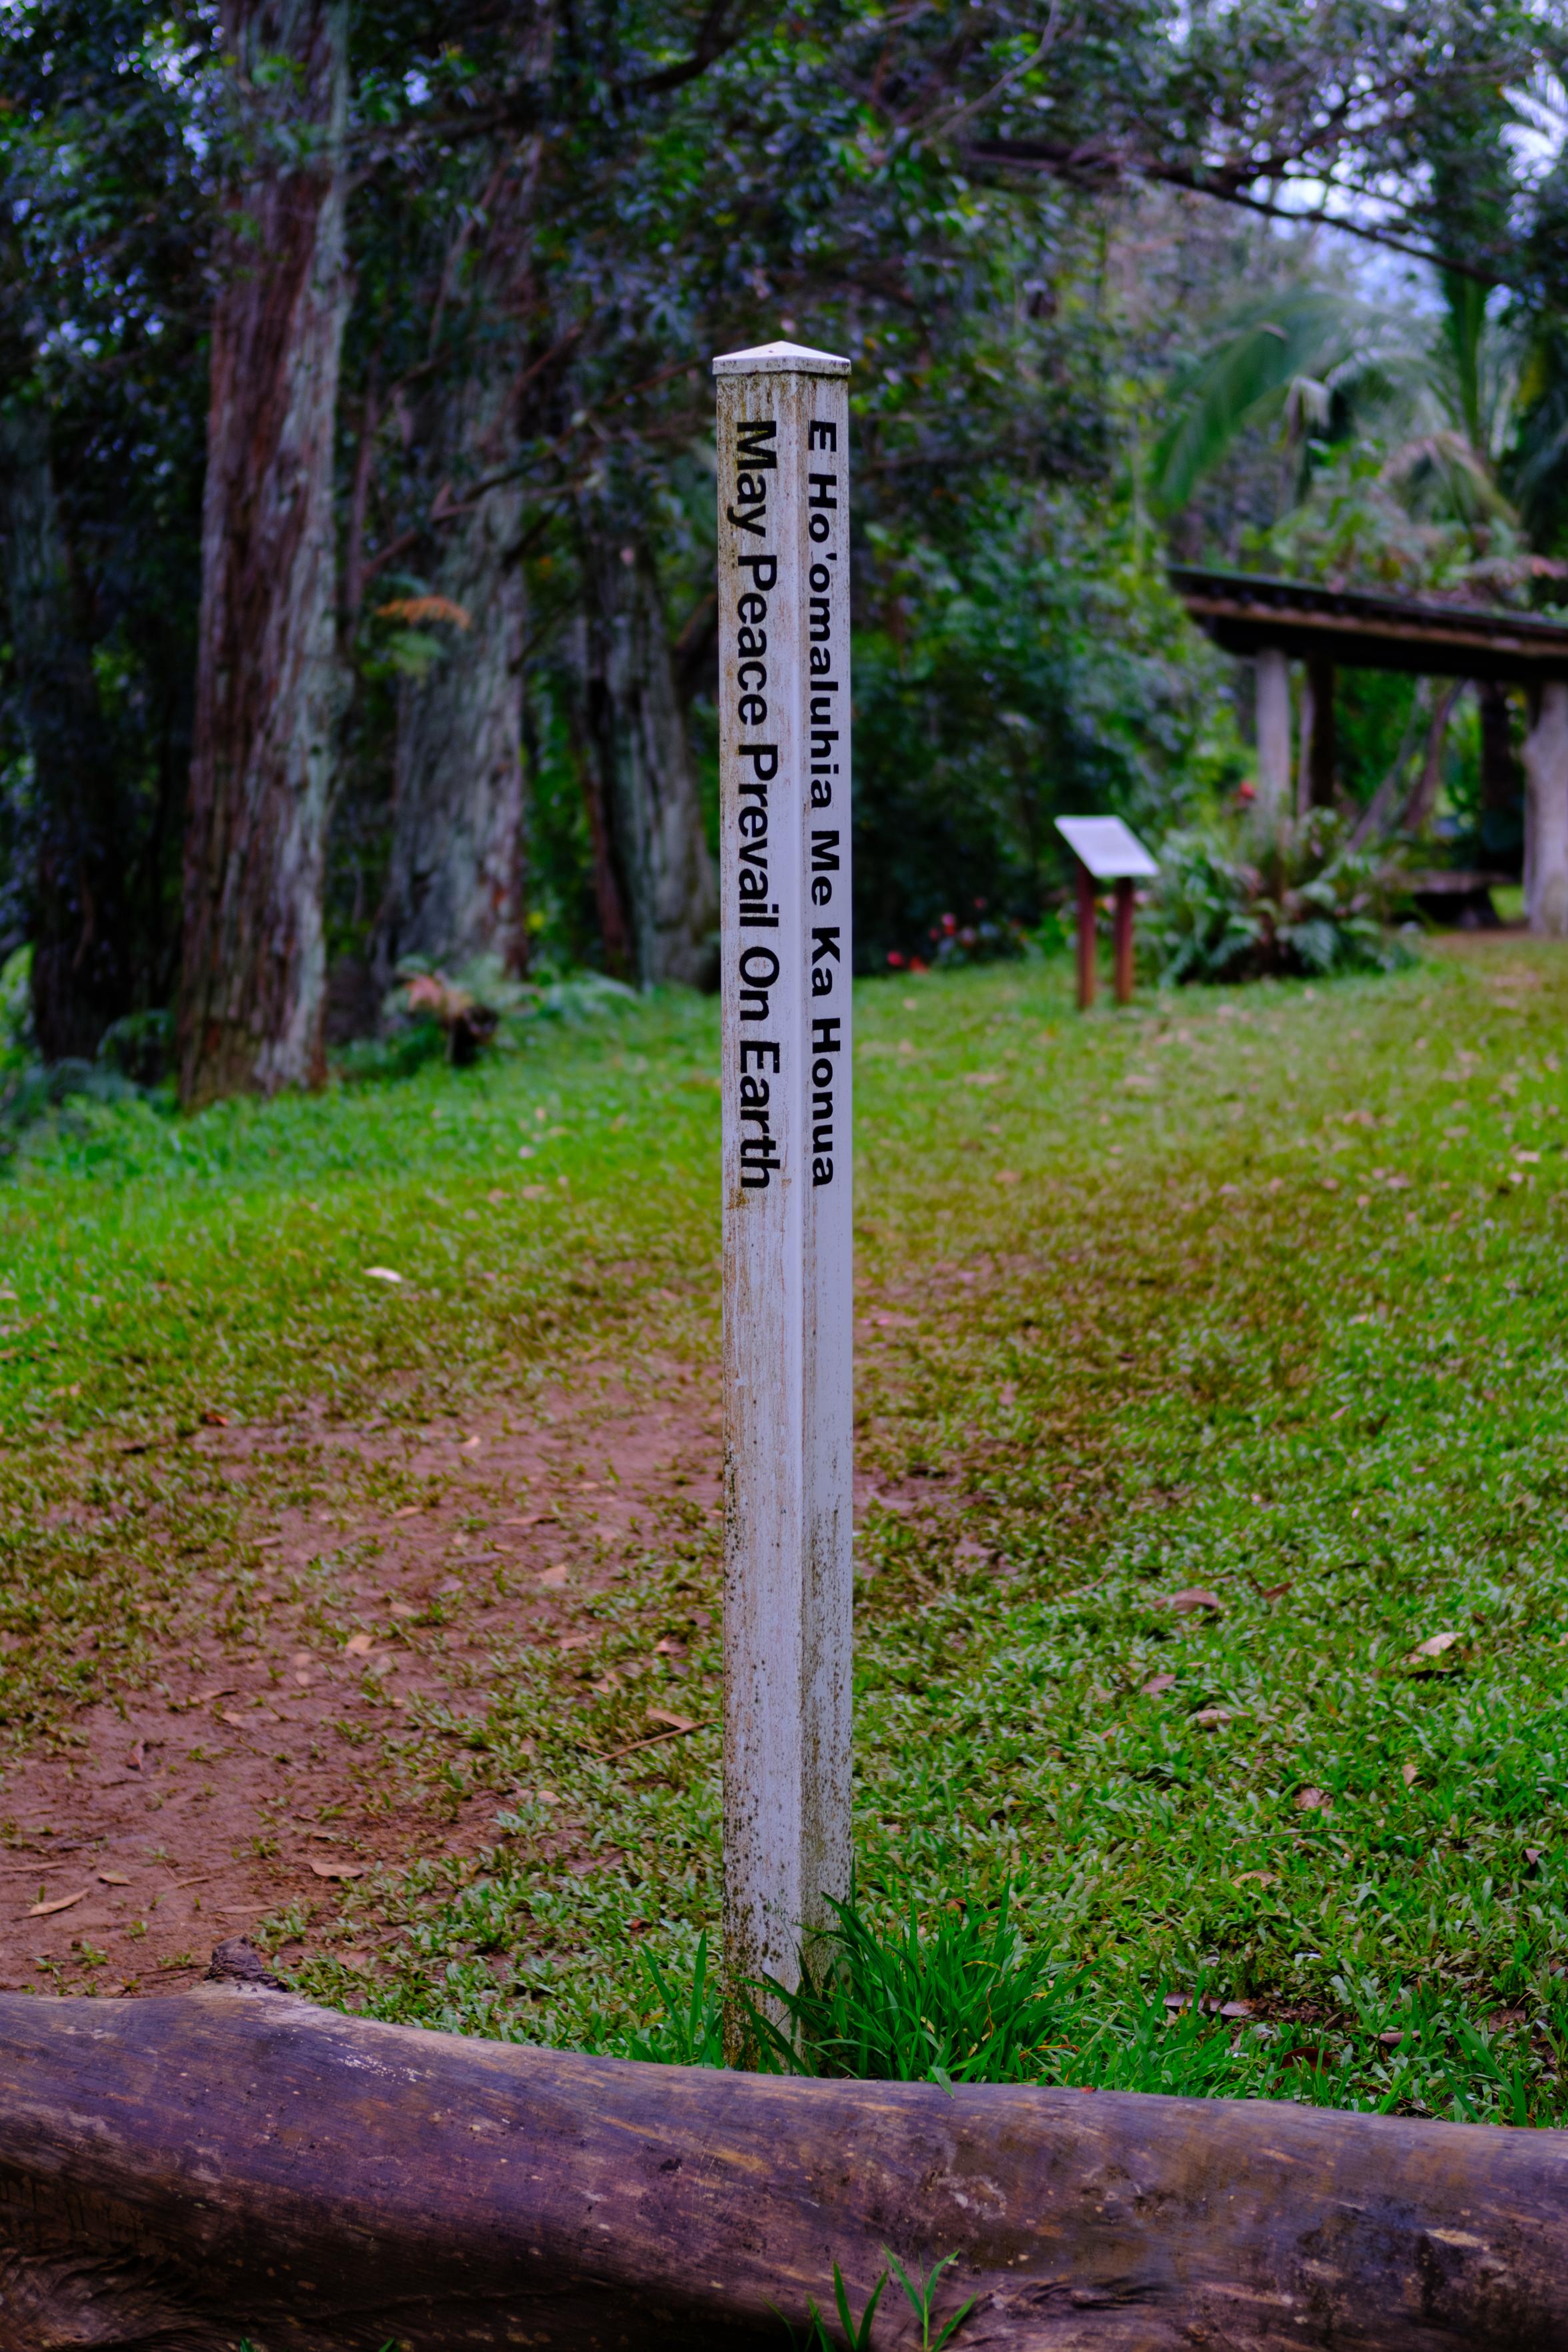 May Peace Prevail On Earth
E Ho'omaluhia Me Ka Honua